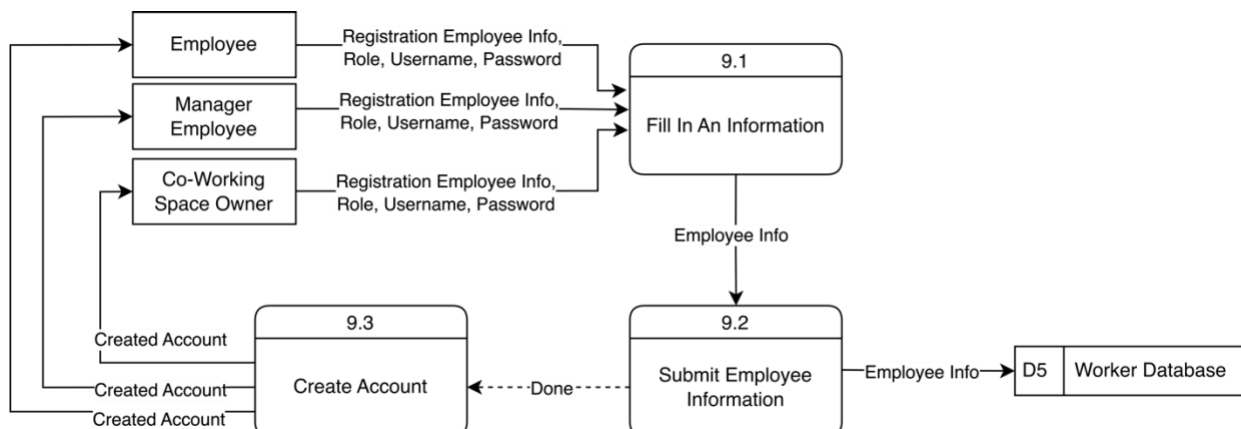 Employee
Registration Employee Info,
Role, Username, Password
9.1
Fill In An Information
Manager
Employee
Registration Employee Info,
Role, Username, Password
Co-Working
Space Owner
Registration Employee Info,
Role, Username, Password
Employee Info
9.3
Create Account
Created Account
Created Account
Created Account
Done
9.2
Submit Employee
Information
Employee Info
D5
Worker Database